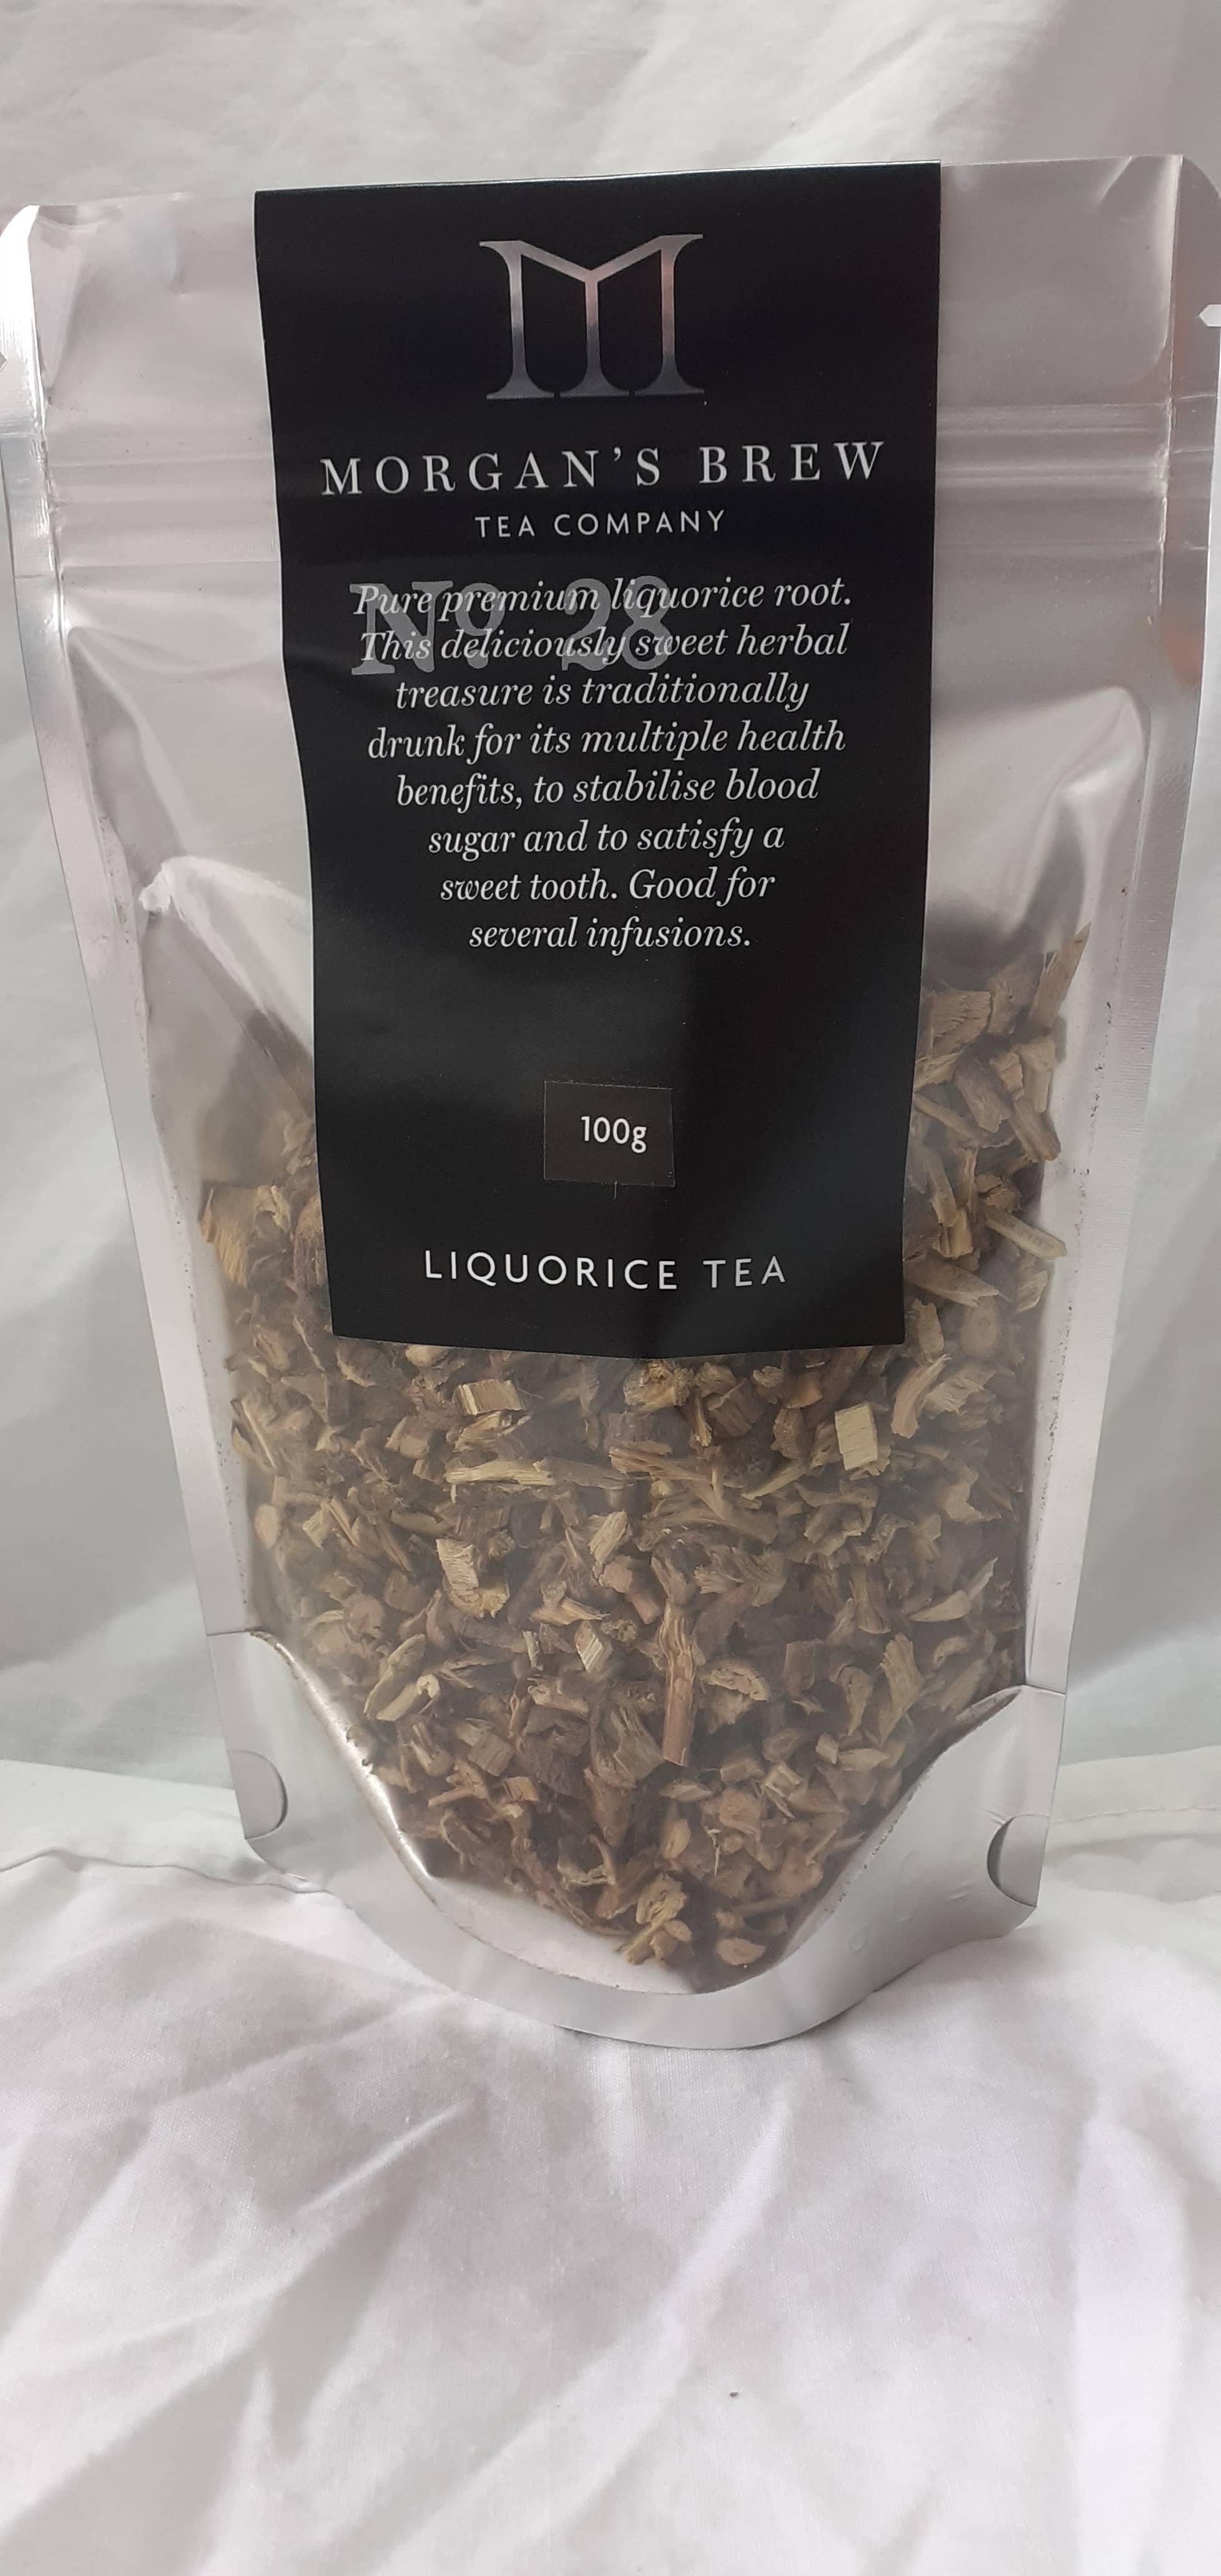 M
MORGAN'S BREW
TEA COMPANY
Nº 28
Pure premium liquorice root.
This deliciously sweet herbal
treasure is traditionally
drunk for its multiple health
benefits, to stabilise blood
sugar and to satisfy a
sweet tooth. Good for
several infusions.
100g
LIQUORICE TEA